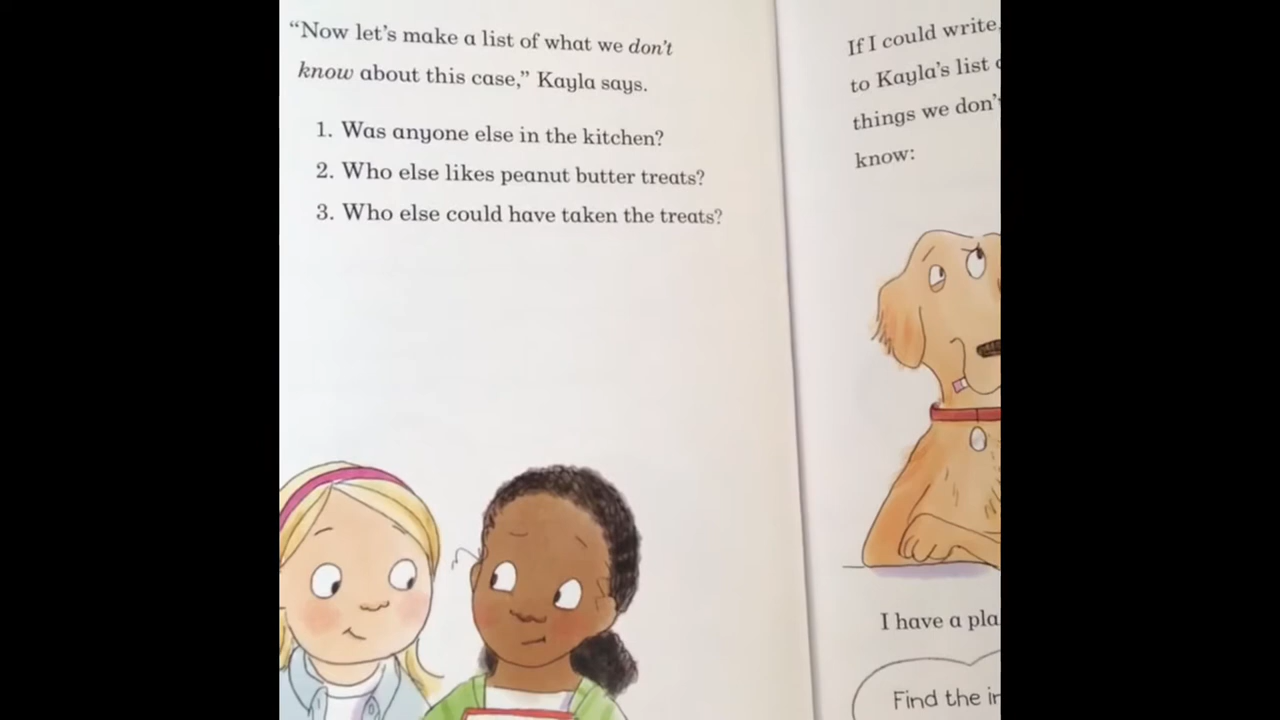 “Now let’s make a list of what we don’t
know about this case,” Kayla says.
1. Was anyone else in the kitchen?
2. Who else likes peanut butter treats?
3. Who else could have taken the treats?
If I could write,
to Kayla’s list
things we don’t
know:
I have a
Find the